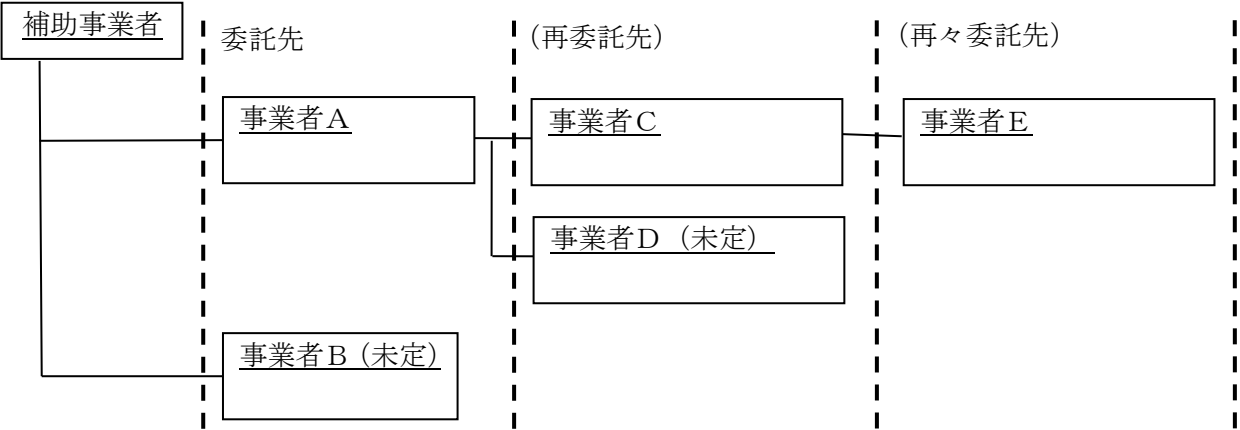 補助事業者
委託先
（再委託先）
（再々委託先）
事業者Ａ
事業者Ｃ
事業者Ｅ
事業者Ｄ（未定）
事業者Ｂ（未定）